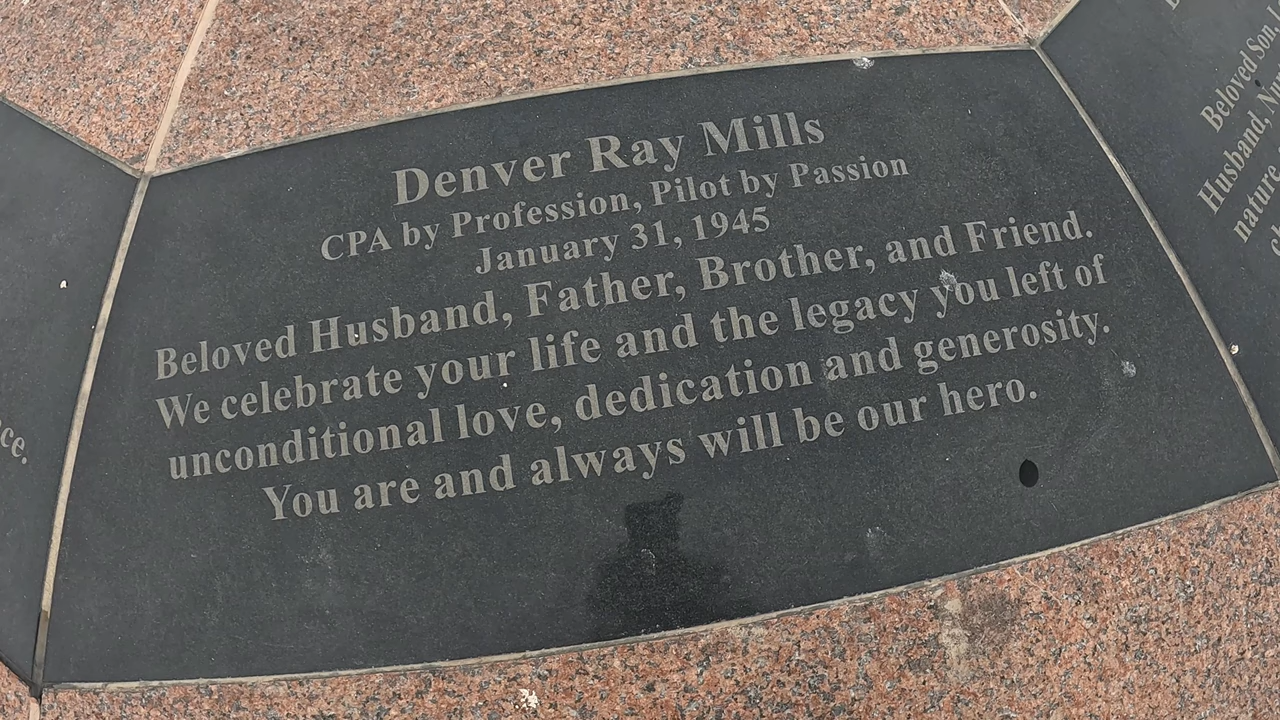 Denver Ray Mills
CPA by Profession, Pilot by Passion
January 31, 1945
Beloved Husband, Father, Brother, and Friend.
We celebrate your life and the legacy you left of
unconditional love, dedication and generosity.
You are and always will be our hero.
Beloved Son,
Husband,
nature